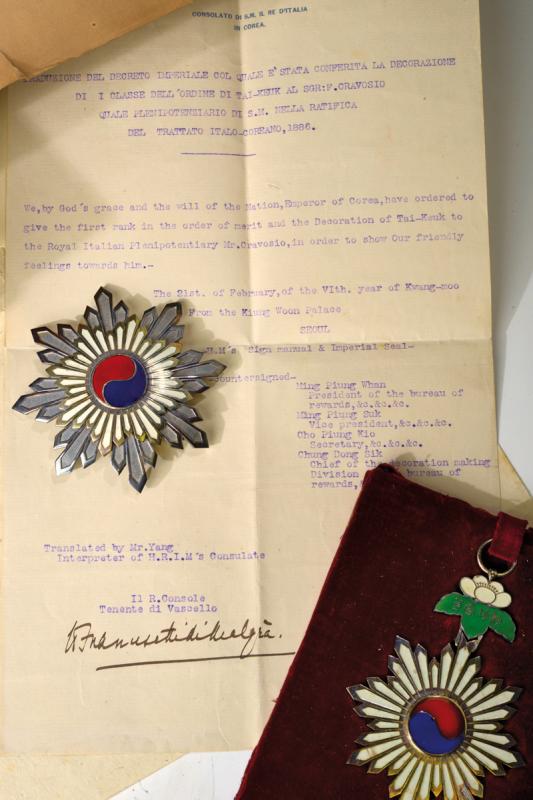 CONSOLATO DI S.M. IL RE D'ITALIA
IN COREA.
TRADUZIONE DEL DECRETO IMPERIALE COL QUALE E' STATA CONFERITA LA DECORAZIONE
DI I CLASSE DELL'ORDINE DI TAI-KEUK AL SGR:F.CRAVOSIO
QUALE PLENIPOTENZIARIO DI S.M. NELLA RATIFICA
DEL TRATTATO ITALO-COREANO,1886.
We,by God's grace and the will of the Nation,Emperor of Corea,have ordered to
give the first rank in the order of merit and the Decoration of Tai-Keuk to
the Royal Italian Plenipotentiary Mr.Cravosio,in order to show Our friendly
feelings towards him.-
The 21st. of February,of the VIth. year of Kwang-moo
From the Kiung Woon Palace
SEOUL
H.M's Sign manual & Imperial Seal-
Countersigned-
Ming Piung Whan
President of the bureau of
rewards,&c.&c.&c.
Ming Piung Suk
Vice president,&c.&c.&c.
Cho Piung Kio
Secretary,&c.&c.&c.
Chung Dong Sik
Chief of the decoration making
Division bureau of
rewards,
Translated by Mr.Yang
Interpreter of H.R.I.M's Consulate
Il R.Console
Tenente di Vascello